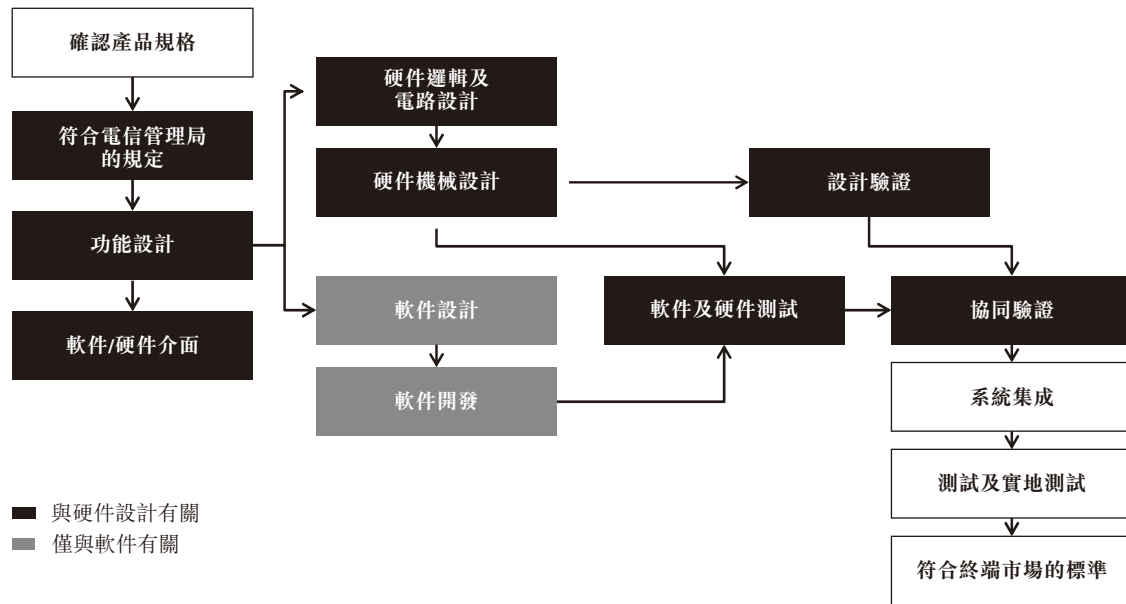 確認產品規格
符合電信管理局
的規定
功能設計
軟件/硬件介面
硬件邏輯及
電路設計
硬件機械設計
軟件設計
軟件開發
設計驗證
軟件及硬件測試
協同驗證
系統集成
測試及實地測試
符合終端市場的標準
與硬件設計有關
僅與軟件有關